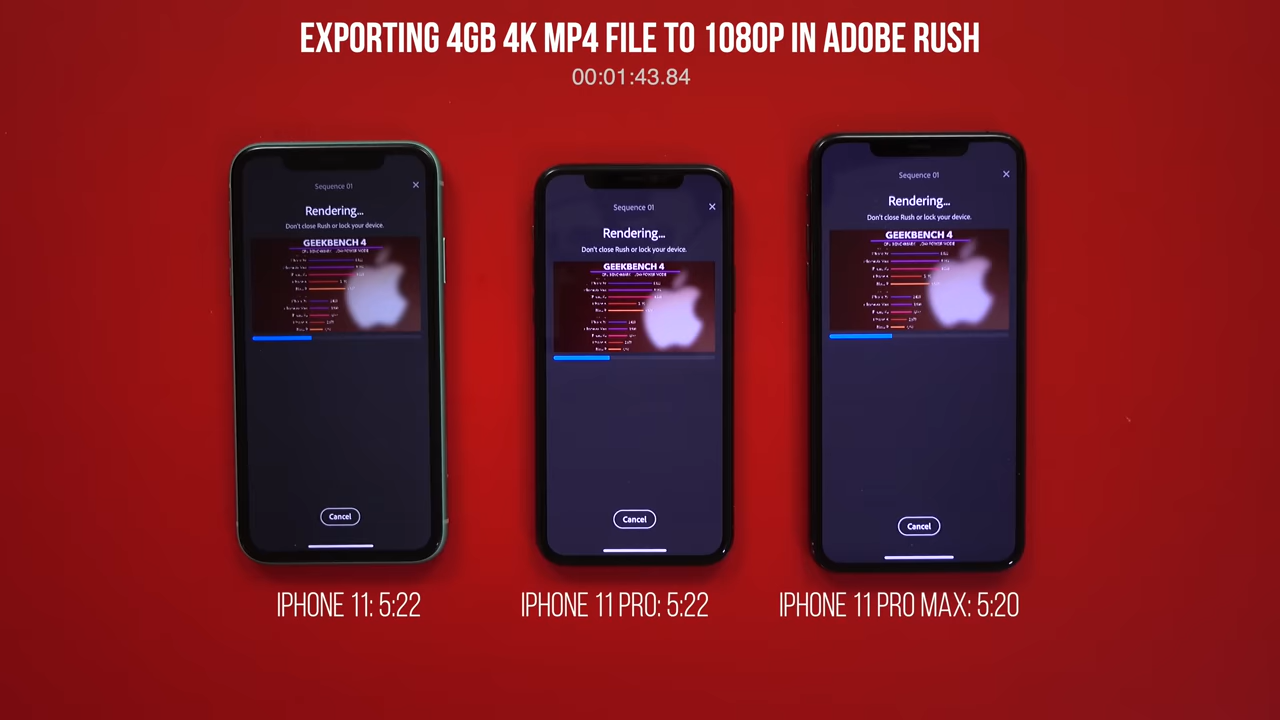 EXPORTING 4GB 4K MP4 FILE TO 1080P IN ADOBE RUSH
00:01:43.84
Sequence 01
Rendering...
Don't close Rush or lock your device.
GEEKBENCH 4
Cancel
Sequence 01
Rendering...
Don't close Rush or lock your device.
GEEKBENCH 4
Cancel
Sequence 01
Rendering...
Don't close Rush or lock your device.
GEEKBENCH 4
Cancel
IPHONE 11: 5:22
IPHONE 11 PRO: 5:22
IPHONE 11 PRO MAX: 5:20